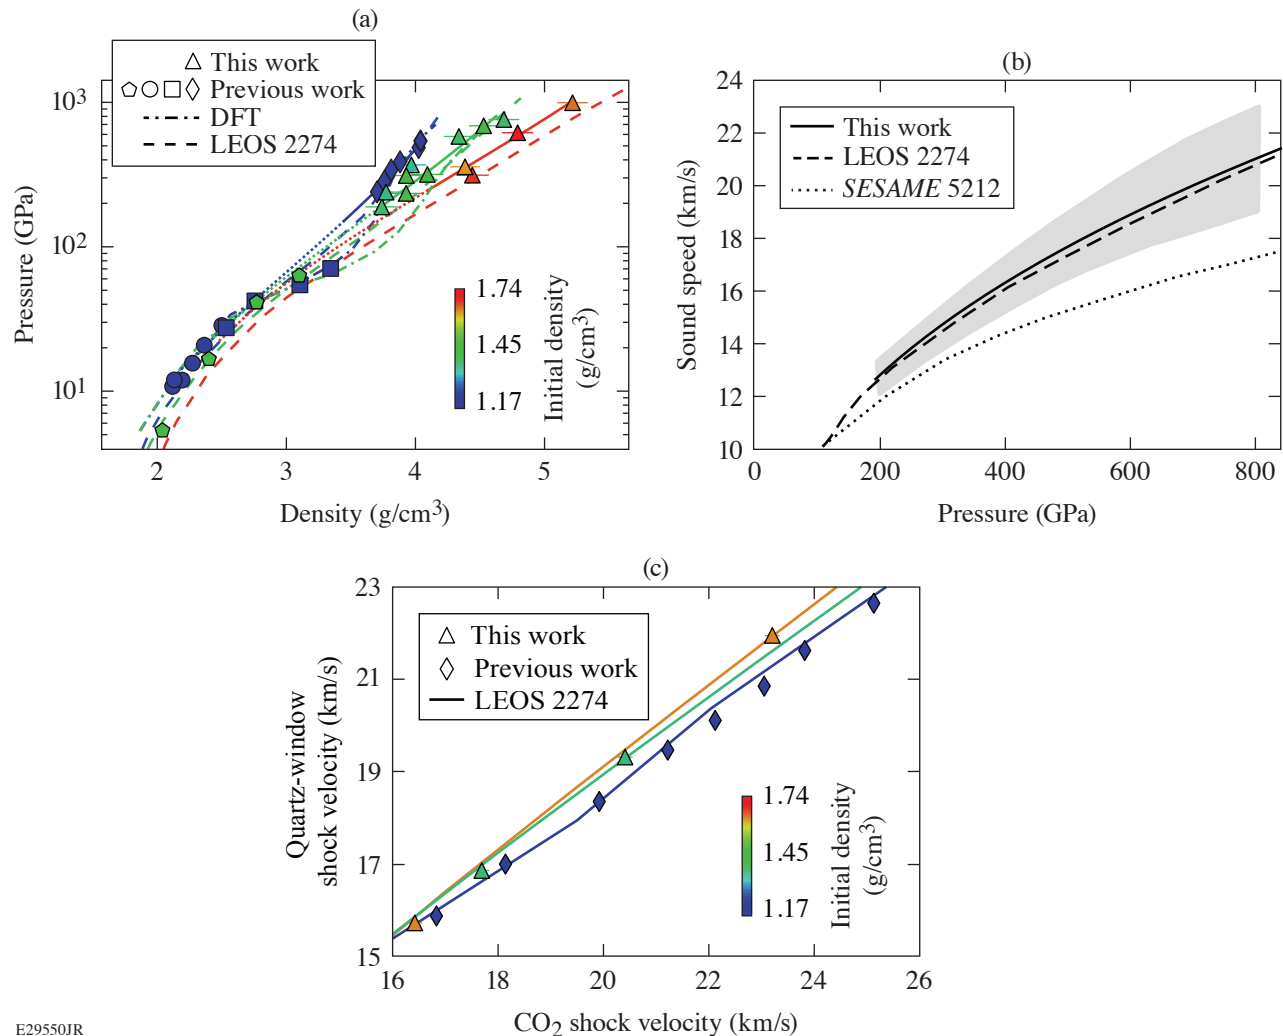 (a)
This work
Previous work
DFT
LEOS 2274
10³
10²
10¹
Pressure (GPa)
2 3 4 5
Density (g/cm³)
1.74
1.45
1.17
Initial density
(g/cm³)
(b)
24
22
20
18
16
14
12
10
Sound speed (km/s)
This work
LEOS 2274
SESAME 5212
0 200 400 600 800
Pressure (GPa)
(c)
23
21
19
17
15
Quartz-window
shock velocity (km/s)
This work
Previous work
LEOS 2274
1.74
1.45
1.17
Initial density
(g/cm³)
16 18 20 22 24 26
CO₂ shock velocity (km/s)
E29550JR